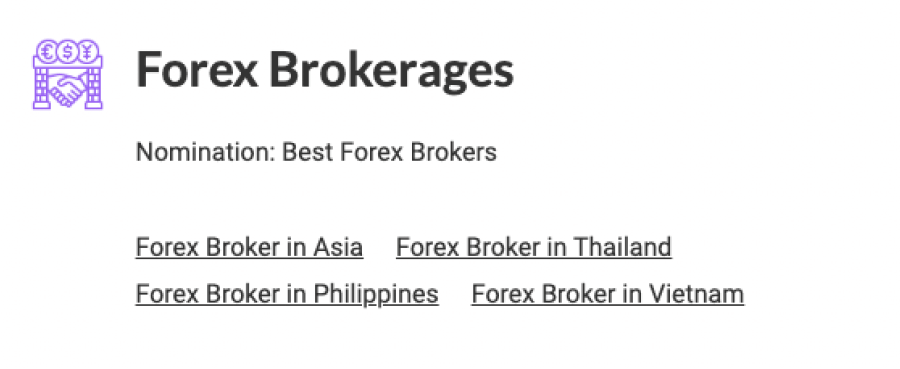 € $ ¥
Forex Brokerages
Nomination: Best Forex Brokers
Forex Broker in Asia Forex Broker in Thailand
Forex Broker in Philippines Forex Broker in Vietnam